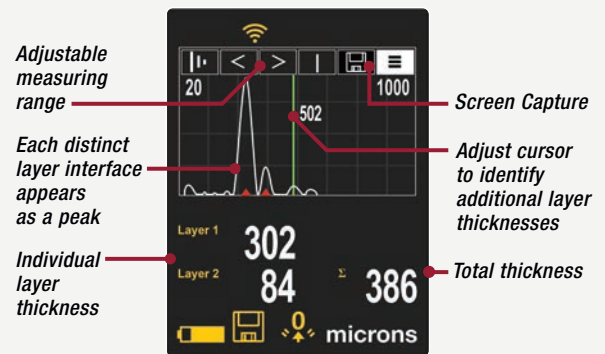 Adjustable
measuring
range
Each distinct
layer interface
appears
as a peak
Individual
layer
thickness
< >
20 1000
502
Layer 1 302
Layer 2 84 Σ 386
0 microns
Screen Capture
Adjust cursor
to identify
additional layer
thicknesses
Total thickness